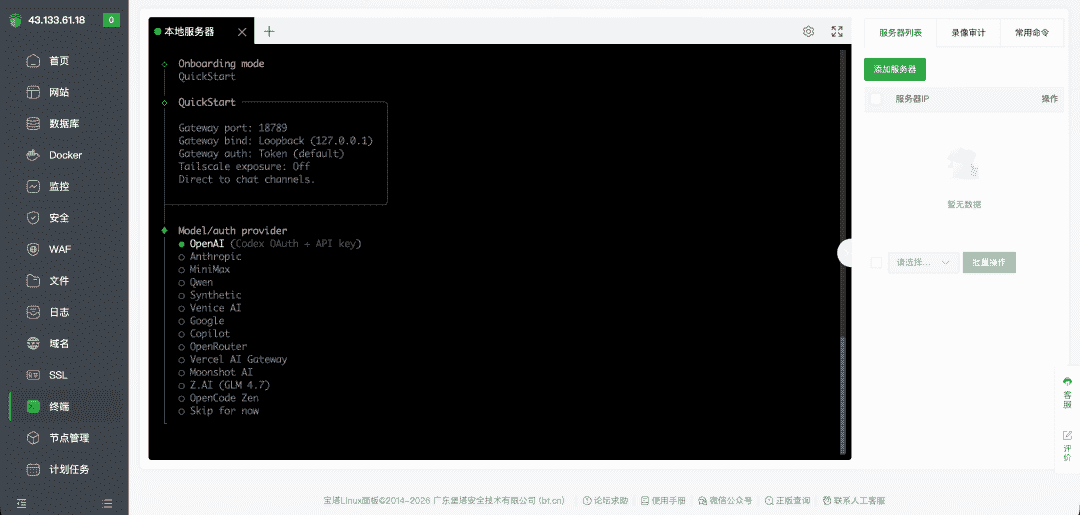 43.133.61.18
0
首页
网站
数据库
Docker
监控
安全
WAF
文件
日志
域名
SSL
终端
节点管理
计划任务
本地服务器
Onboarding mode
QuickStart
QuickStart
Gateway port: 18789
Gateway bind: Loopback (127.0.0.1)
Gateway auth: Token (default)
Tailscale exposure: Off
Direct to chat channels.
Model/auth provider
OpenAI (Codex OAuth + API key)
Anthropic
MiniMax
Qwen
Synthetic
Venice AI
Google
Copilot
OpenRouter
Vercel AI Gateway
Moonshot AI
Z.AI (GLM 4.7)
OpenCode Zen
Skip for now
服务器列表
录像审计
常用命令
添加服务器
服务器IP
操作
暂无数据
请选择...
批量操作
客服
评价
宝塔Linux面板©2014-2026 广东堡塔安全技术有限公司 (bt.cn)
论坛求助
使用手册
微信公众号
正版查询
联系人工客服